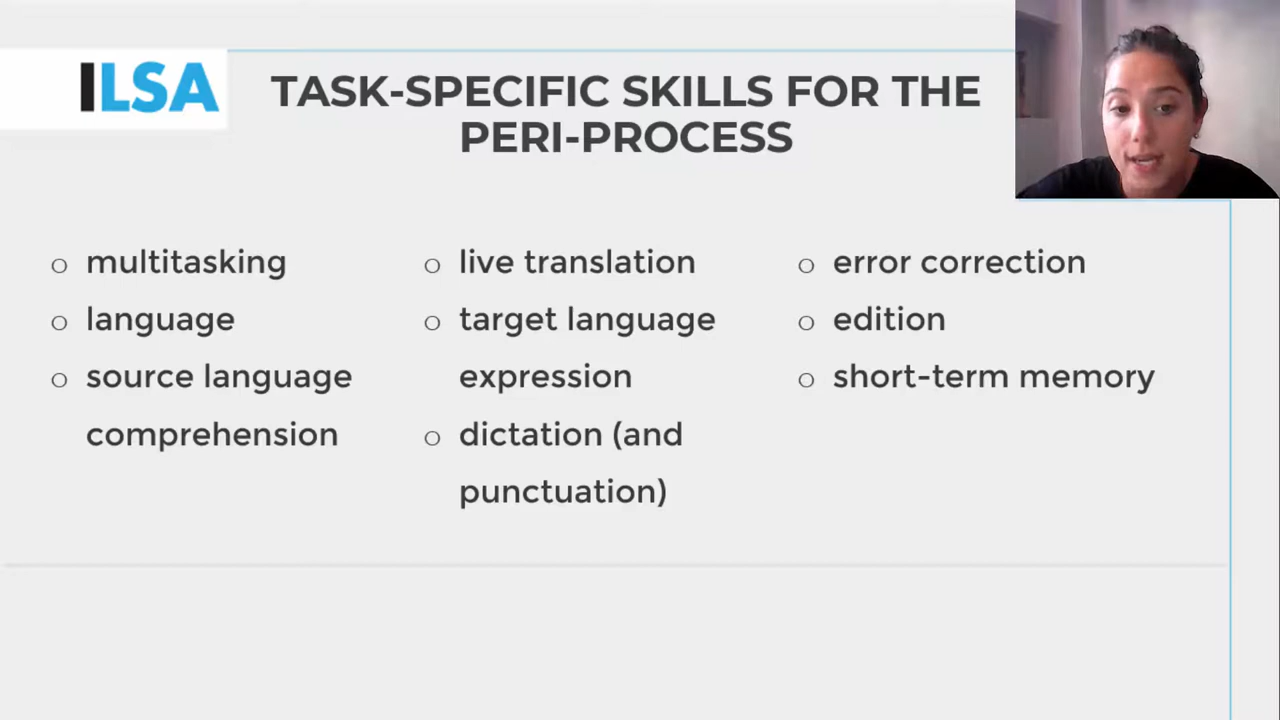 ILSA
TASK-SPECIFIC SKILLS FOR THE
PERI-PROCESS
o multitasking
o language
o source language
comprehension
o live translation
o target language
expression
o dictation (and
punctuation)
o error correction
o edition
o short-term memory